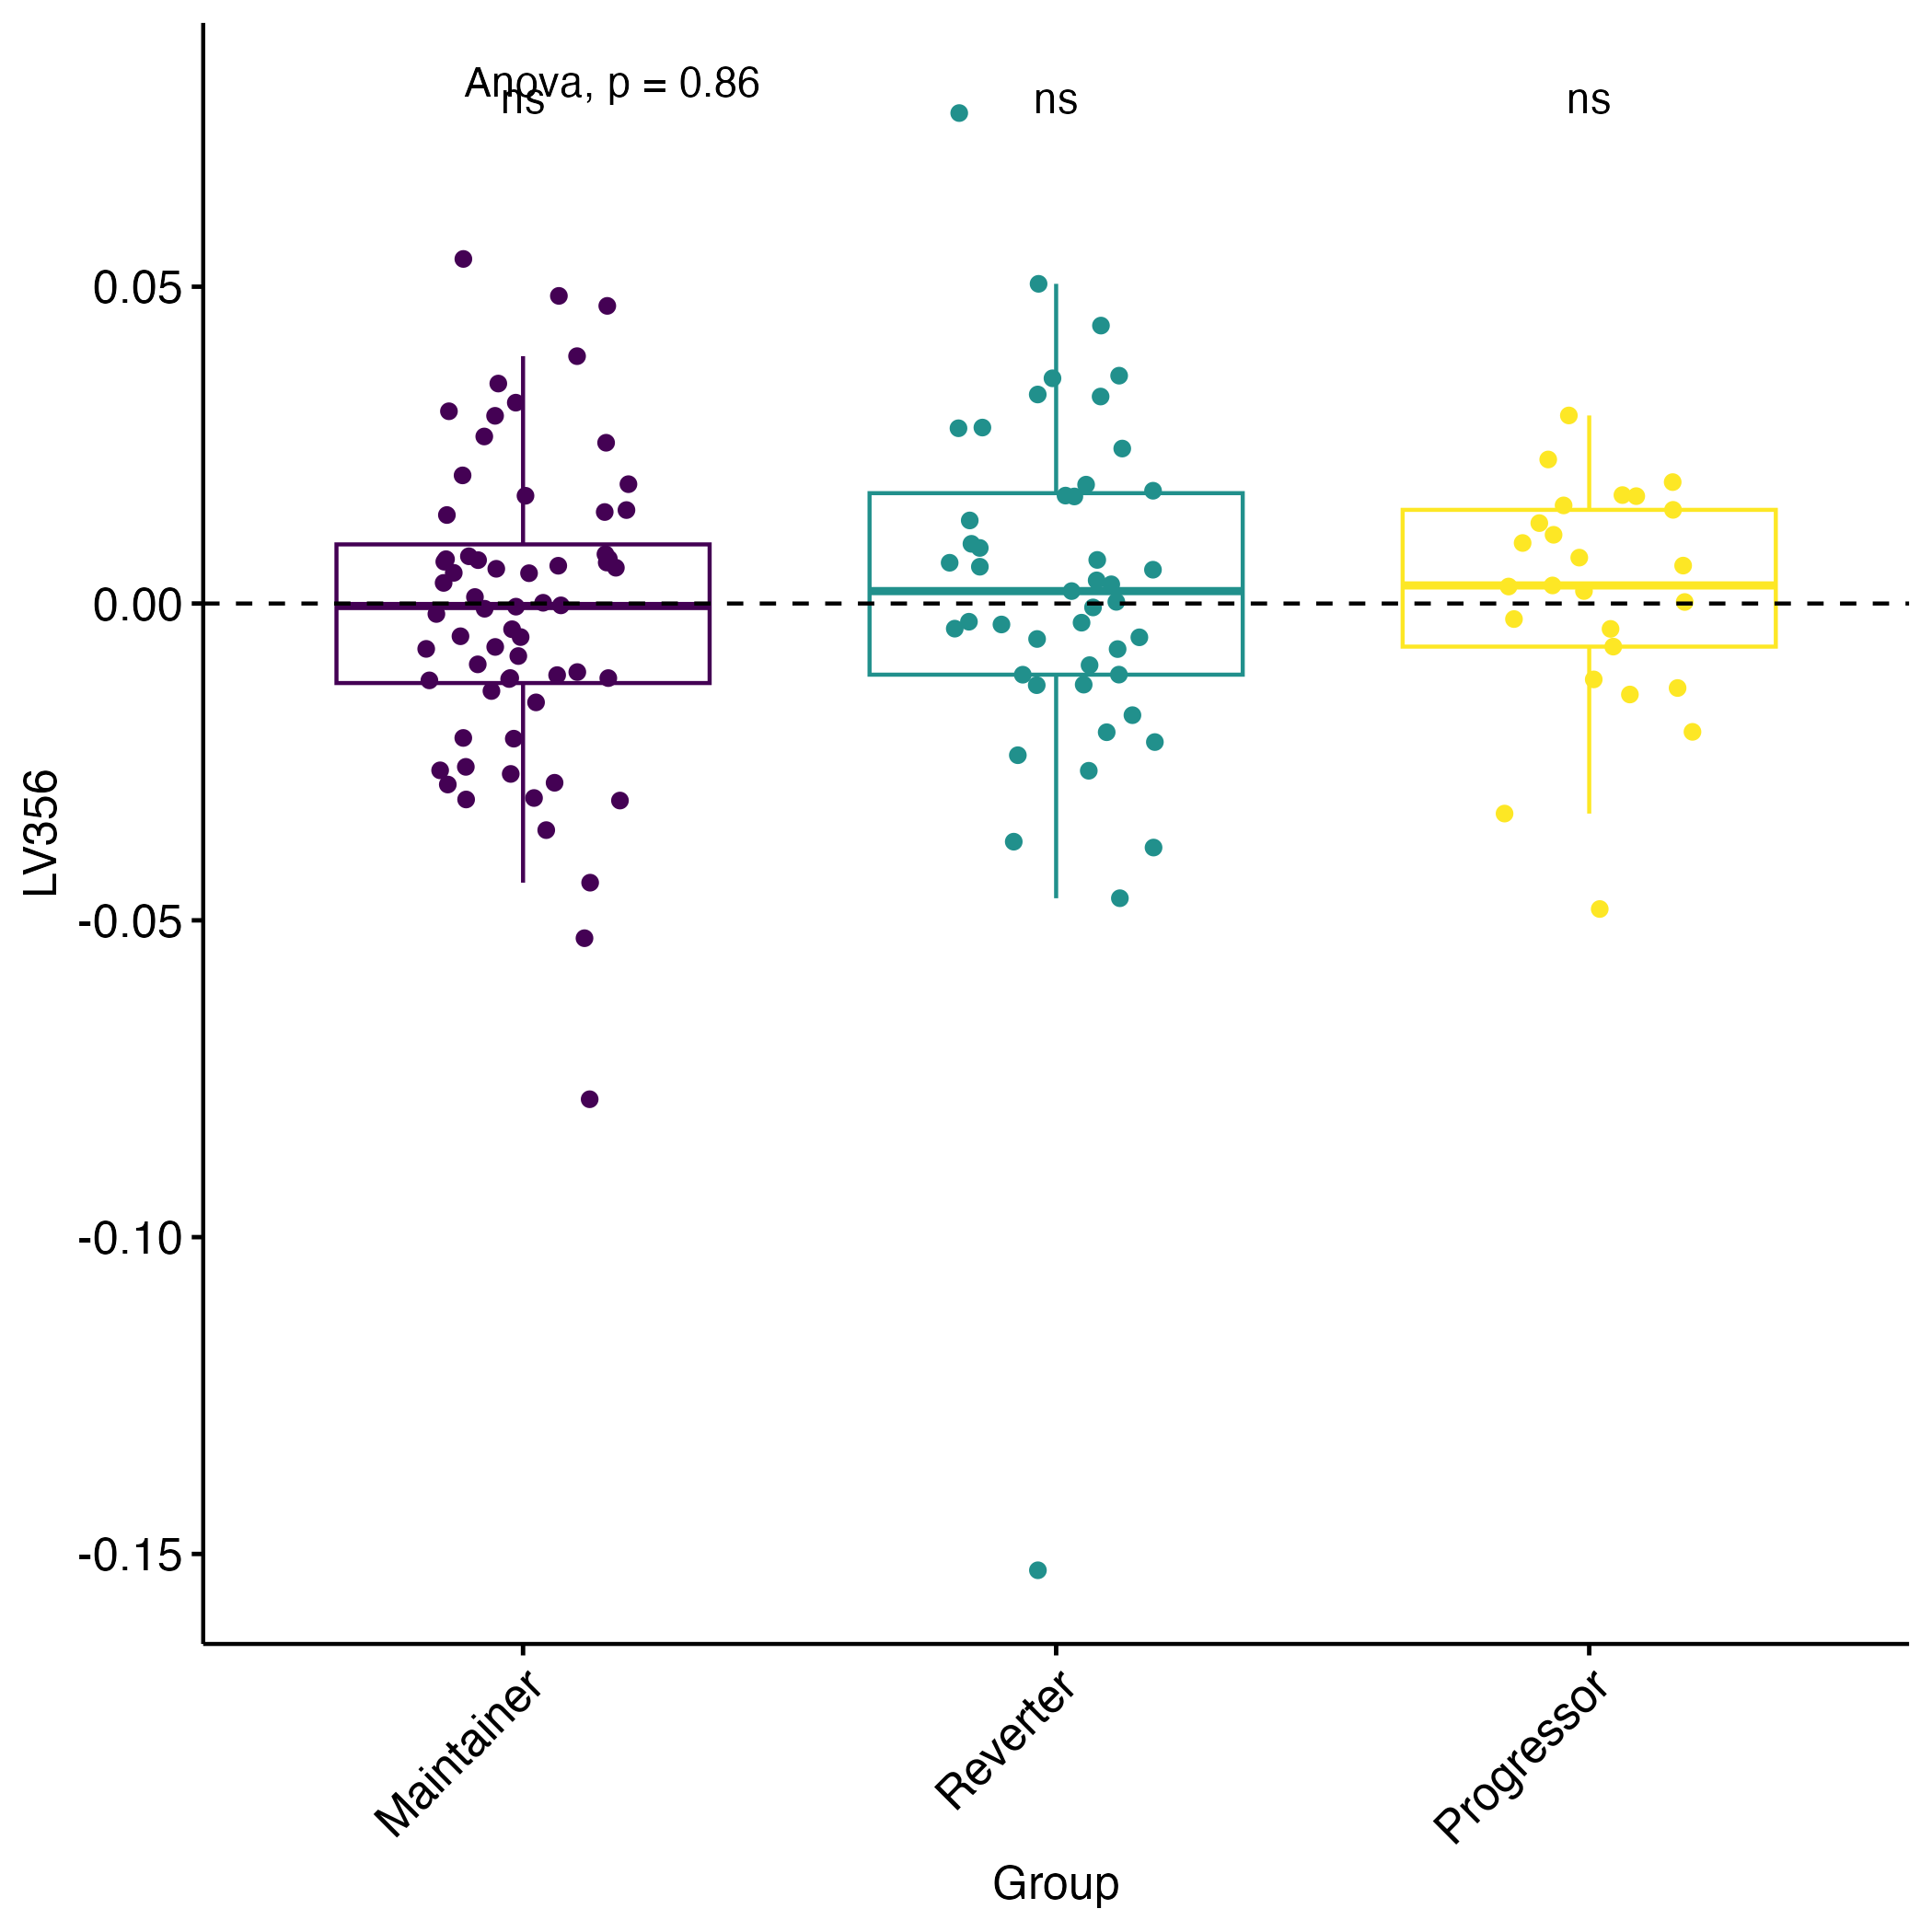 Anova, p = 0.86
ns
ns
ns
0.05
0.00
-0.05
-0.10
-0.15
LV356
Maintainer
Reverter
Progressor
Group